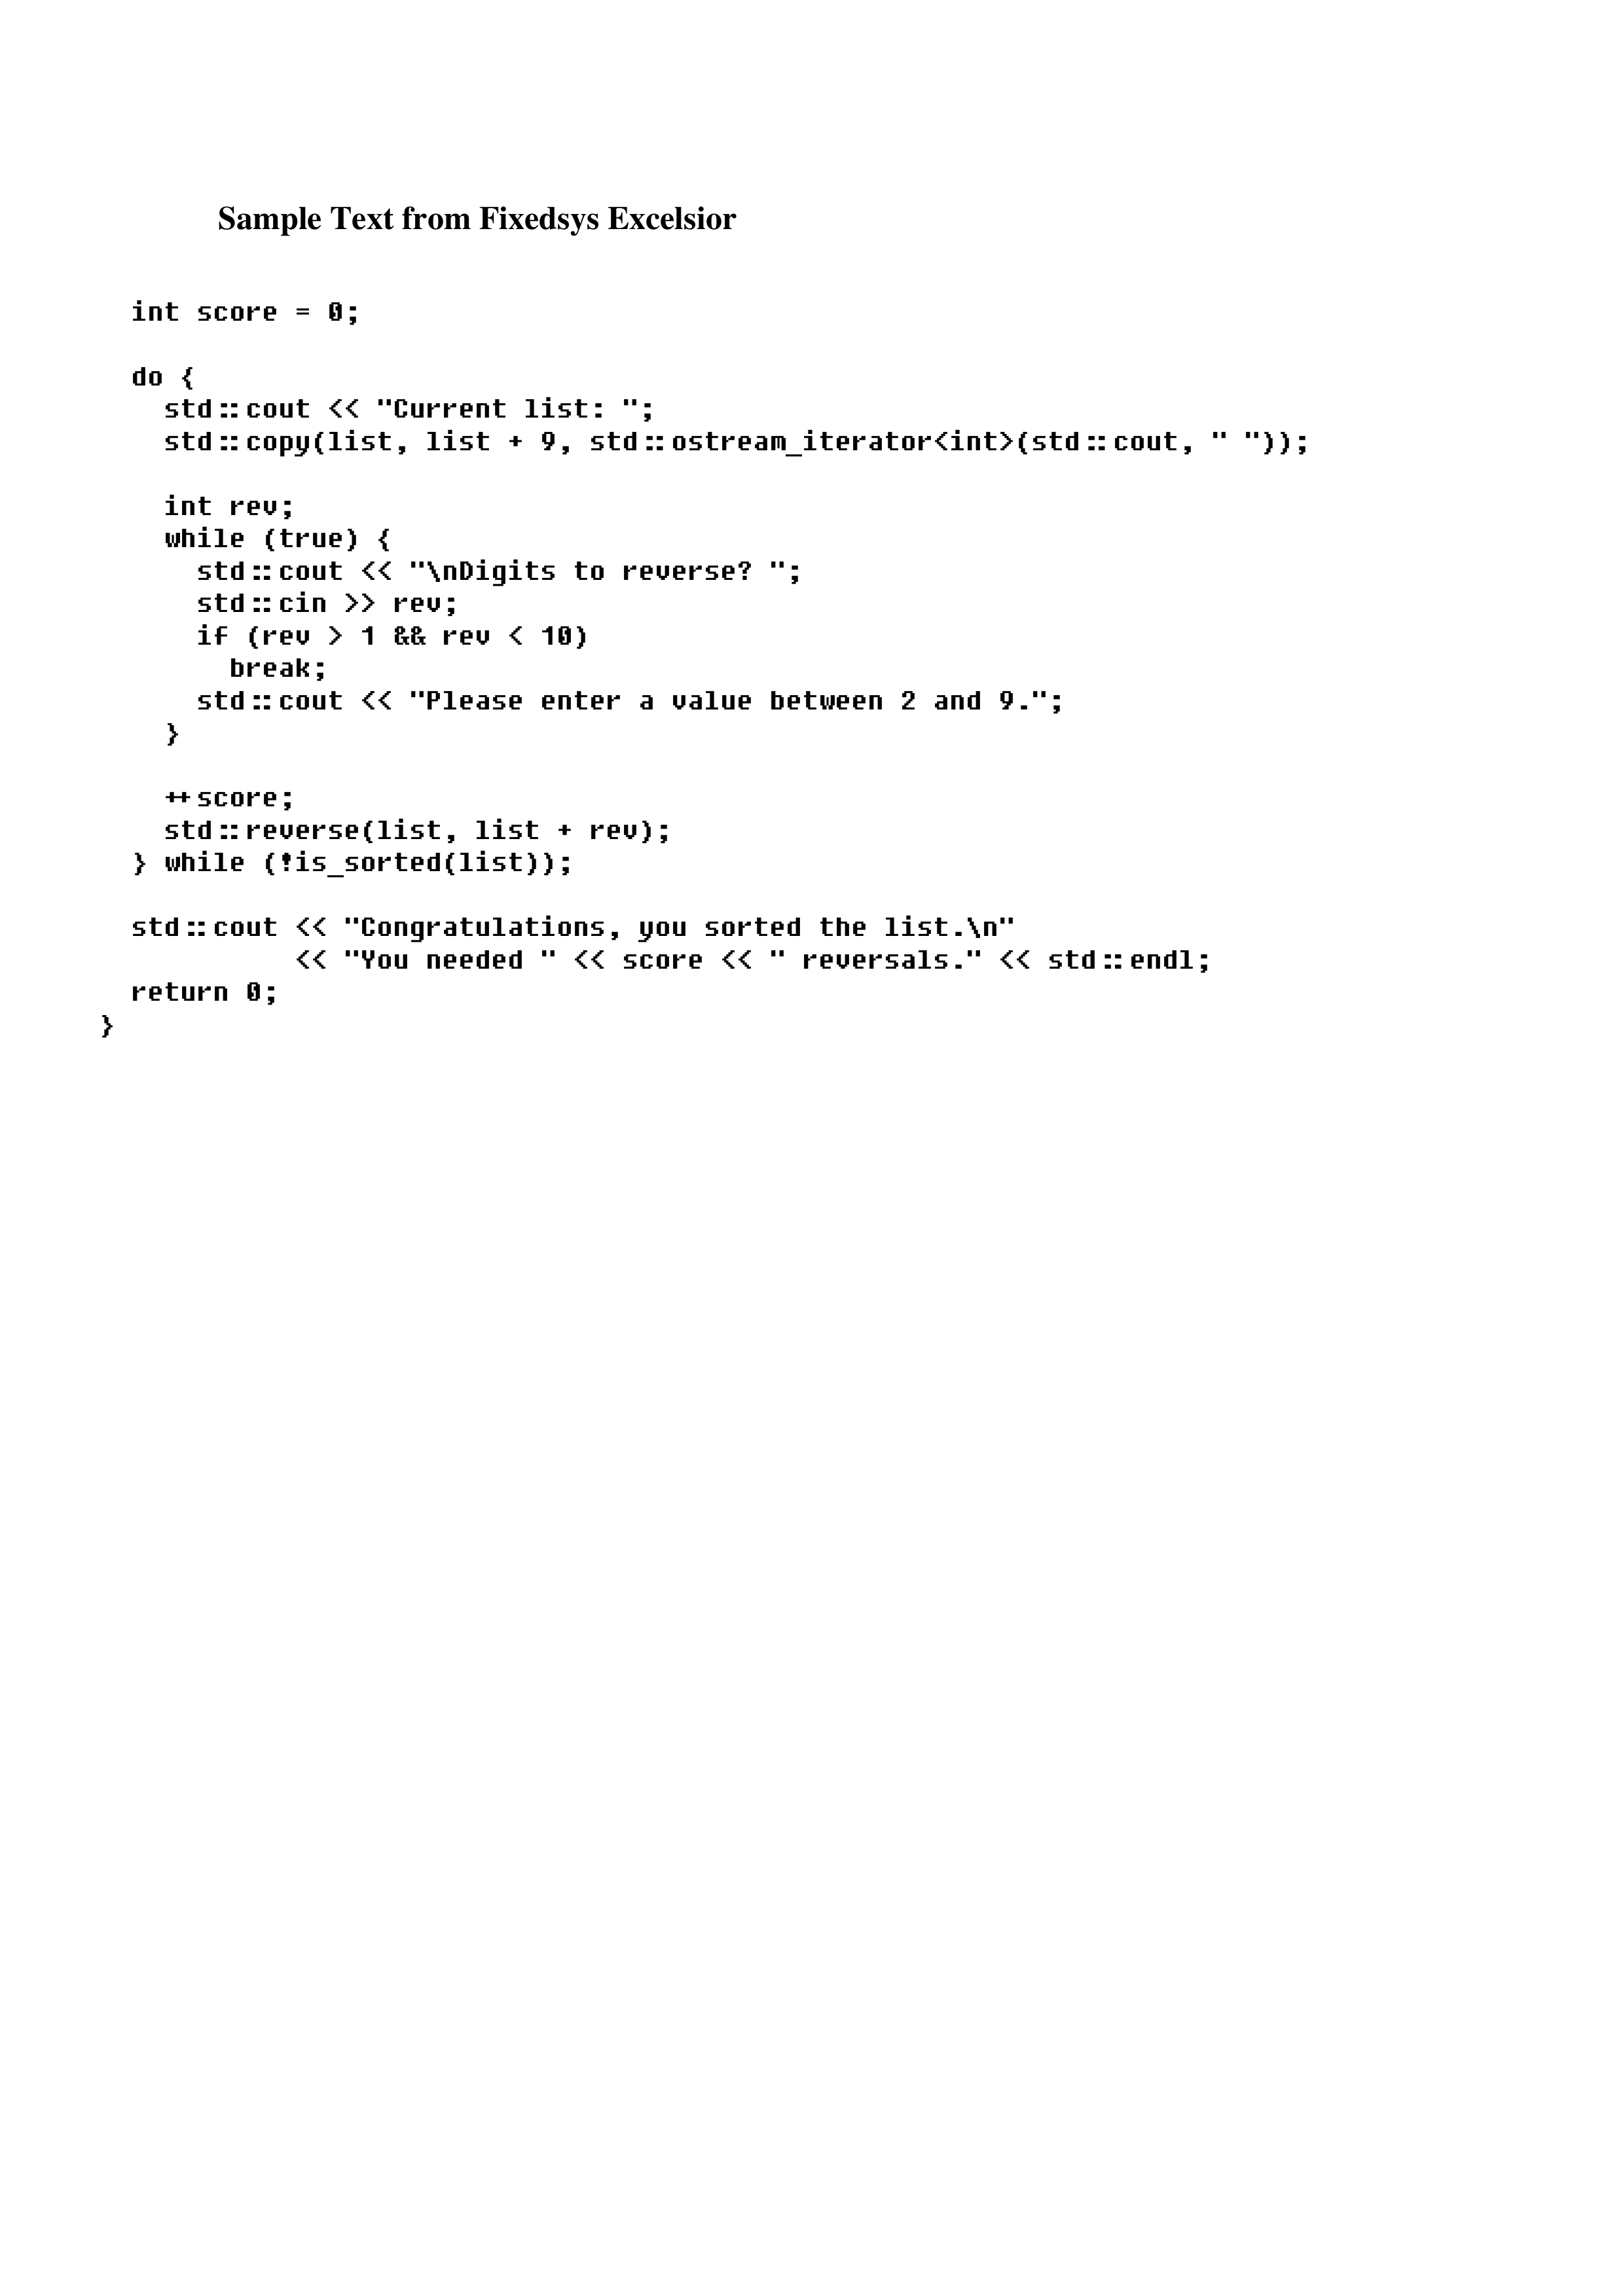 Sample Text from Fixedsys Excelsior
  int score = 0;

  do {
    std::cout << "Current list: ";
    std::copy(list, list + 9, std::ostream_iterator<int>(std::cout, " "));

    int rev;
    while (true) {
      std::cout << "\nDigits to reverse? ";
      std::cin >> rev;
      if (rev > 1 && rev < 10)
        break;
      std::cout << "Please enter a value between 2 and 9.";
    }

    ++score;
    std::reverse(list, list + rev);
  } while (!is_sorted(list));

  std::cout << "Congratulations, you sorted the list.\n"
            << "You needed " << score << " reversals." << std::endl;
  return 0;
}